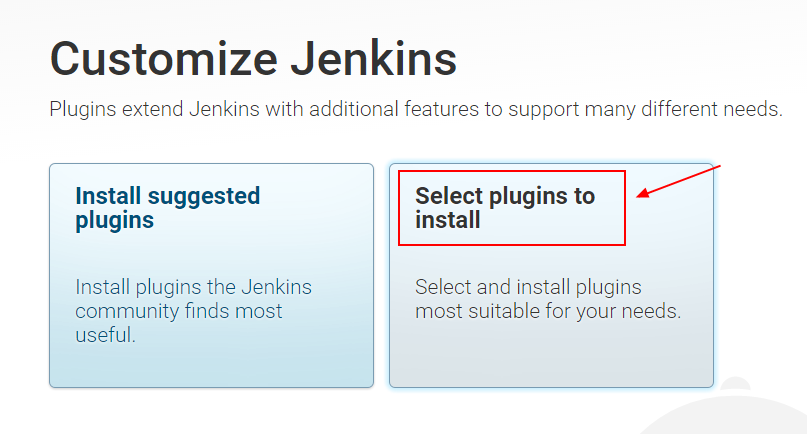 Customize Jenkins
Plugins extend Jenkins with additional features to support many different needs.
Install suggested
plugins
Install plugins the Jenkins
community finds most
useful.
Select plugins to
install
Select and install plugins
most suitable for your needs.